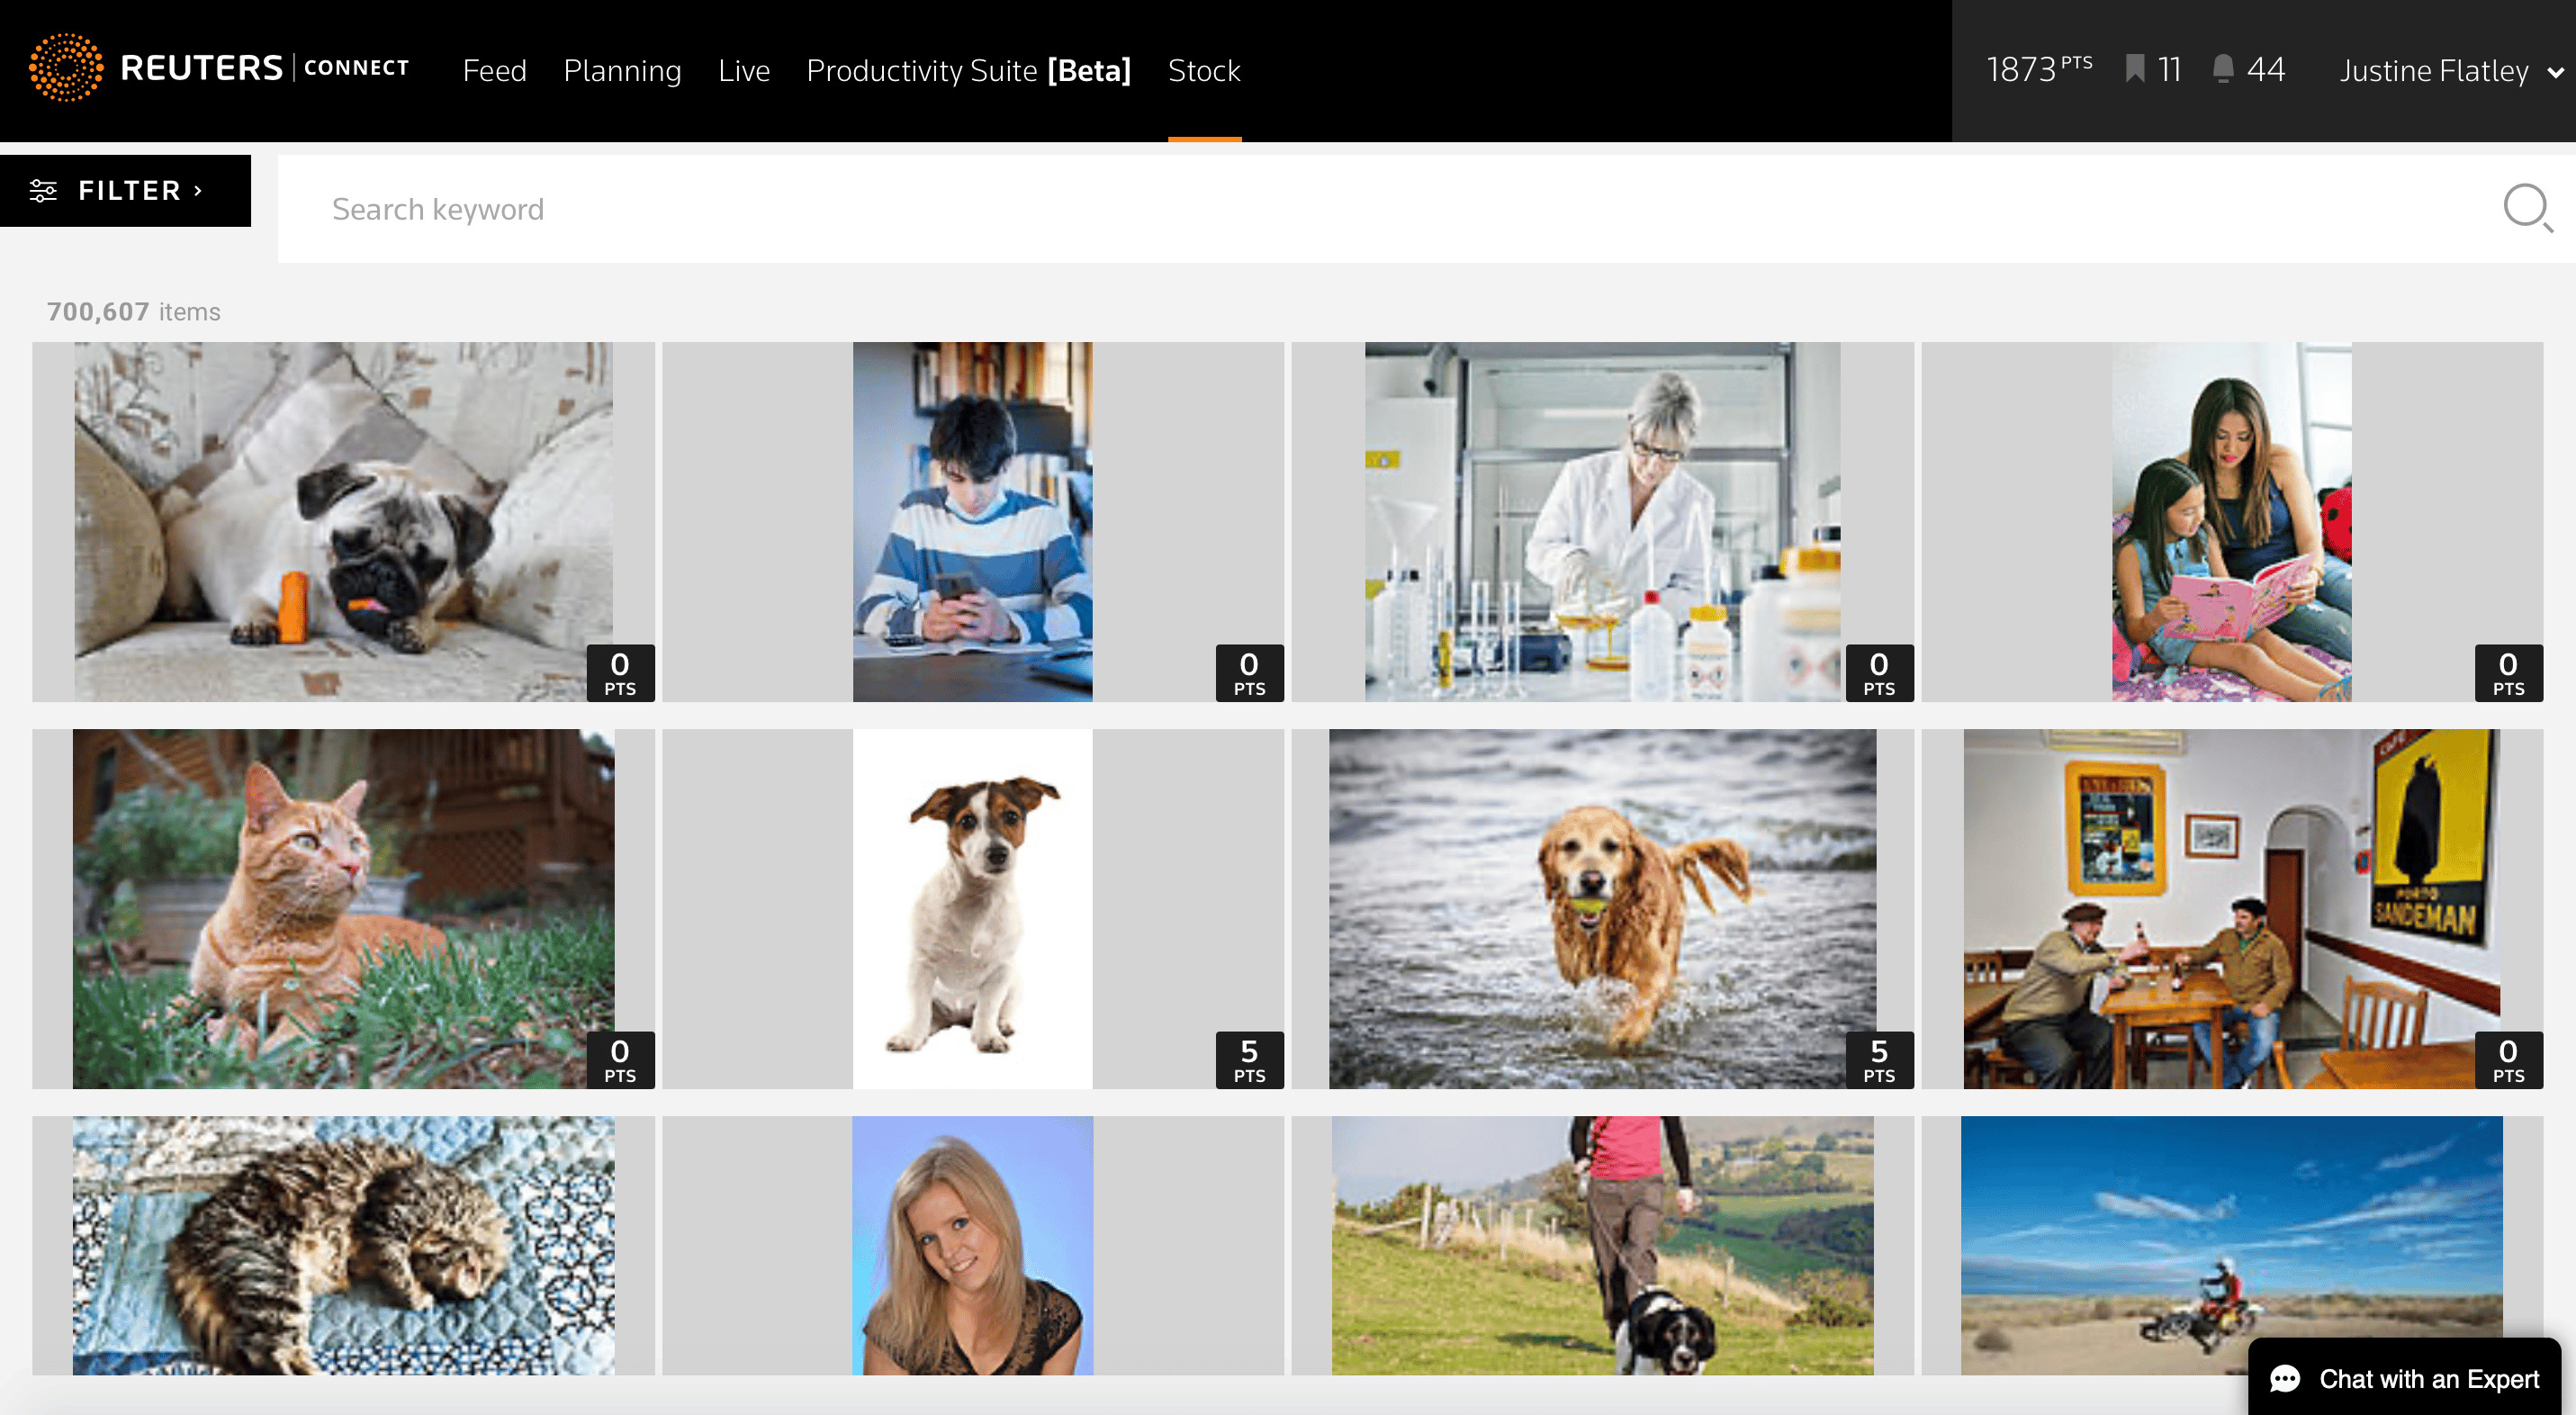 REUTERS | CONNECT Feed Planning Live Productivity Suite [Beta] Stock 1873 PTS 11 44 Justine Flatley
FILTER ›
Search keyword
700,607 items
0
PTS
0
PTS
0
PTS
0
PTS
CAFÉ
PORTO
SANDEMAN
0
PTS
5
PTS
5
PTS
0
PTS
Chat with an Expert